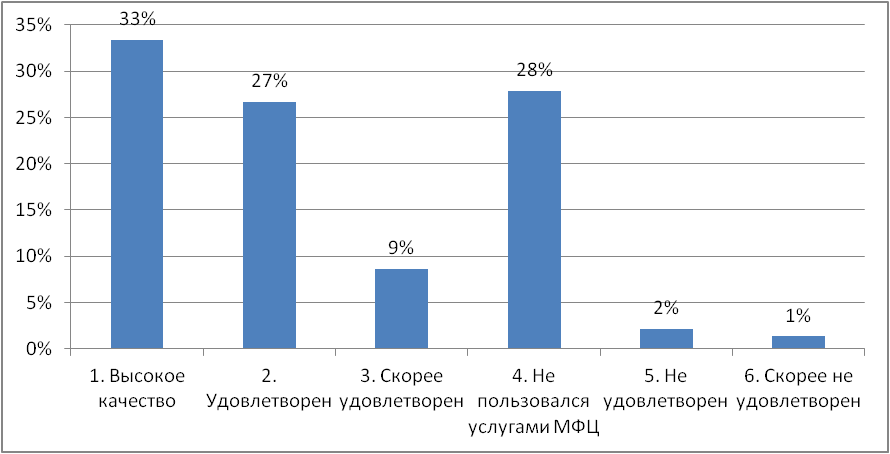 35%
30%
25%
20%
15%
10%
5%
0%
33%
27%
9%
28%
2%
1%
1. Высокое
качество
2.
Удовлетворен
3. Скорее
удовлетворен
4. Не
пользовался
услугами МФЦ
5. Не
удовлетворен
6. Скорее не
удовлетворен